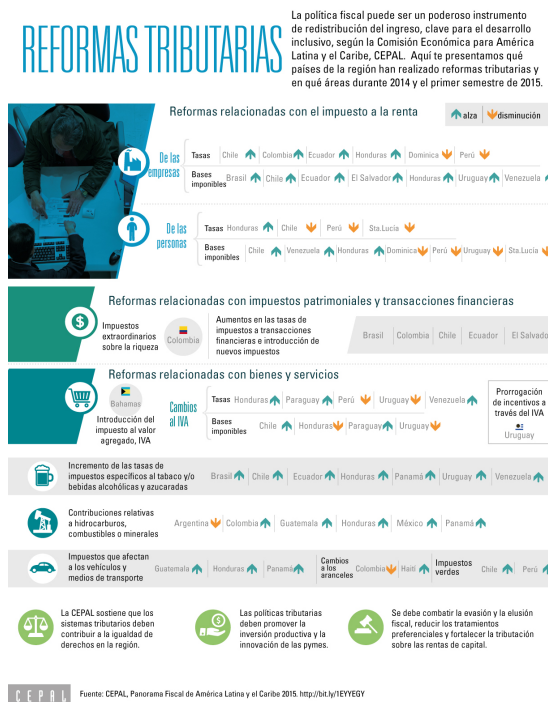 REFORMAS TRIBUTARIAS
La política fiscal puede ser un poderoso instrumento
de redistribución del ingreso, clave para el desarrollo
inclusivo, según la Comisión Económica para América
Latina y el Caribe, CEPAL. Aquí te presentamos qué
países de la región han realizado reformas tributarias y
en qué áreas durante 2014 y el primer semestre de 2015.
Reformas relacionadas con el impuesto a la renta
alza disminución
De las
empresas
Tasas Chile Colombia Ecuador Honduras Dominica Perú
Bases
imponibles
Brasil Chile Ecuador El Salvador Honduras Uruguay Venezuela
De las
personas
Tasas Honduras Chile Perú Sta.Lucía
Bases
imponibles
Chile Venezuela Honduras Dominica Perú Uruguay Sta.Lucía
Reformas relacionadas con impuestos patrimoniales y transacciones financieras
Impuestos
extraordinarios
sobre la riqueza
Colombia
Aumentos en las tasas de
impuestos a transacciones
financieras e introducción de
nuevos impuestos
Brasil Colombia Chile Ecuador El Salvado
Reformas relacionadas con bienes y servicios
Bahamas
Introducción del
impuesto al valor
agregado, IVA
Cambios
al IVA
Tasas Honduras Paraguay Perú Uruguay Venezuela
Bases
imponibles
Chile Honduras Paraguay Uruguay
Prorrogación
de incentivos a
través del IVA
Uruguay
Incremento de las tasas de
impuestos específicos al tabaco y/o
bebidas alcohólicas y azucaradas
Brasil Chile Ecuador Honduras Panamá Uruguay Venezuela
Contribuciones relativas
a hidrocarburos,
combustibles o minerales
Argentina Colombia Guatemala Honduras México Panamá
Impuestos que afectan
a los vehículos y
medios de transporte
Guatemala Honduras Panamá
Cambios
a los
aranceles
Colombia Haití
Impuestos
verdes
Chile Perú
La CEPAL sostiene que los
sistemas tributarios deben
contribuir a la igualdad de
derechos en la región.
Las políticas tributarias
deben promover la
inversión productiva y la
innovación de las pymes.
Se debe combatir la evasión y la elusión
fiscal, reducir los tratamientos
preferenciales y fortalecer la tributación
sobre las rentas de capital.
CEPAL
Fuente: CEPAL, Panorama Fiscal de América Latina y el Caribe 2015. http://bit.ly/1EYYEGY